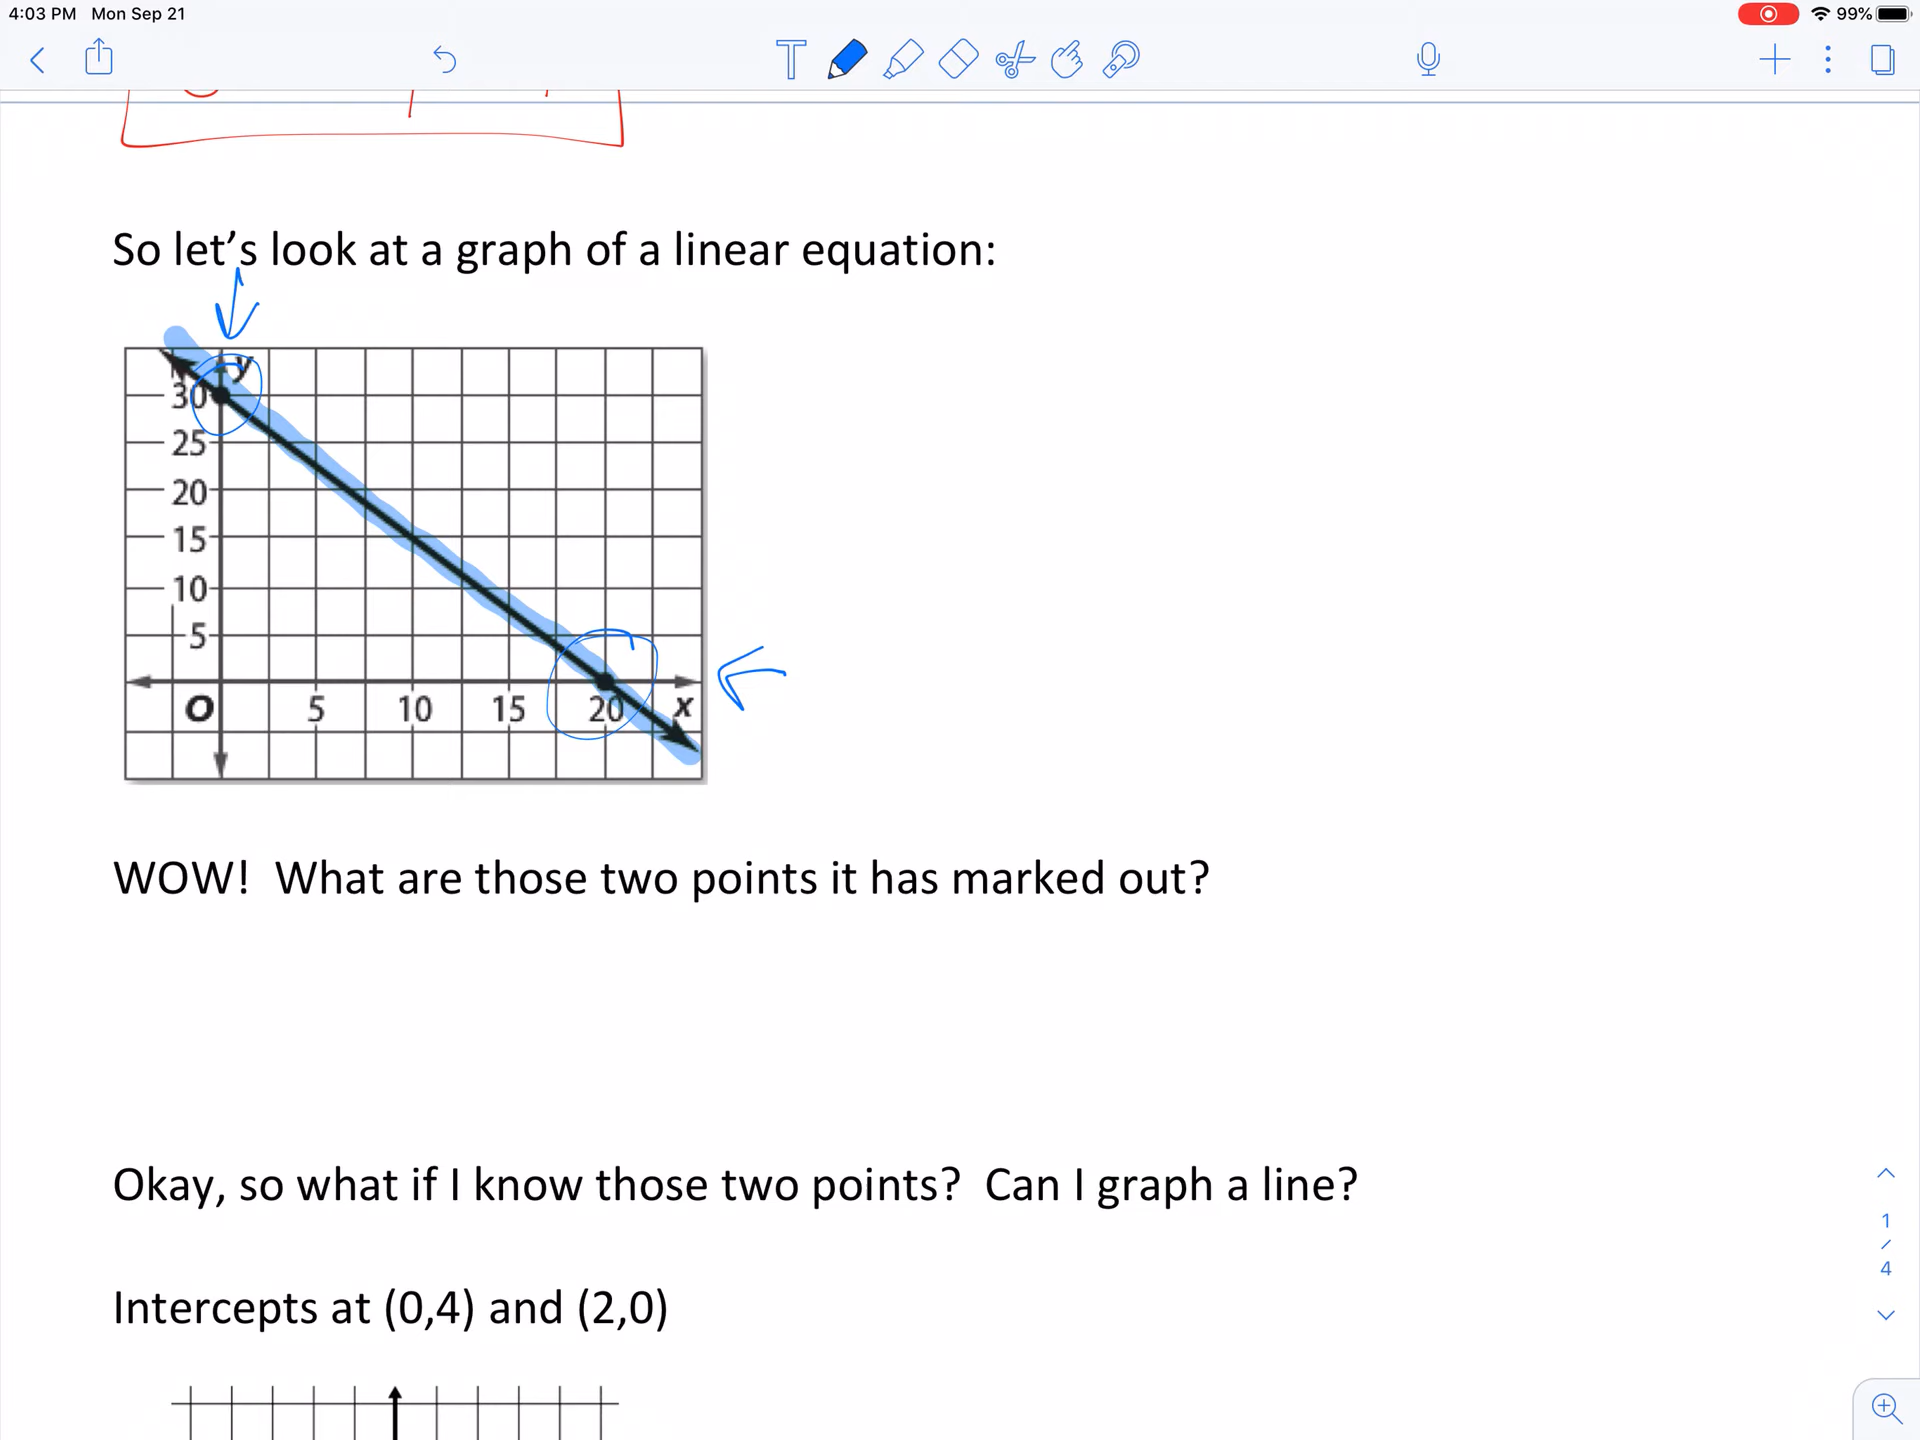 4:03 PM Mon Sep 21
99%
T
So let's look at a graph of a linear equation:
y
30
25
20
15
10
5
O 5 10 15 20 x
WOW! What are those two points it has marked out?
Okay, so what if I know those two points? Can I graph a line?
1
/
4
Intercepts at (0,4) and (2,0)